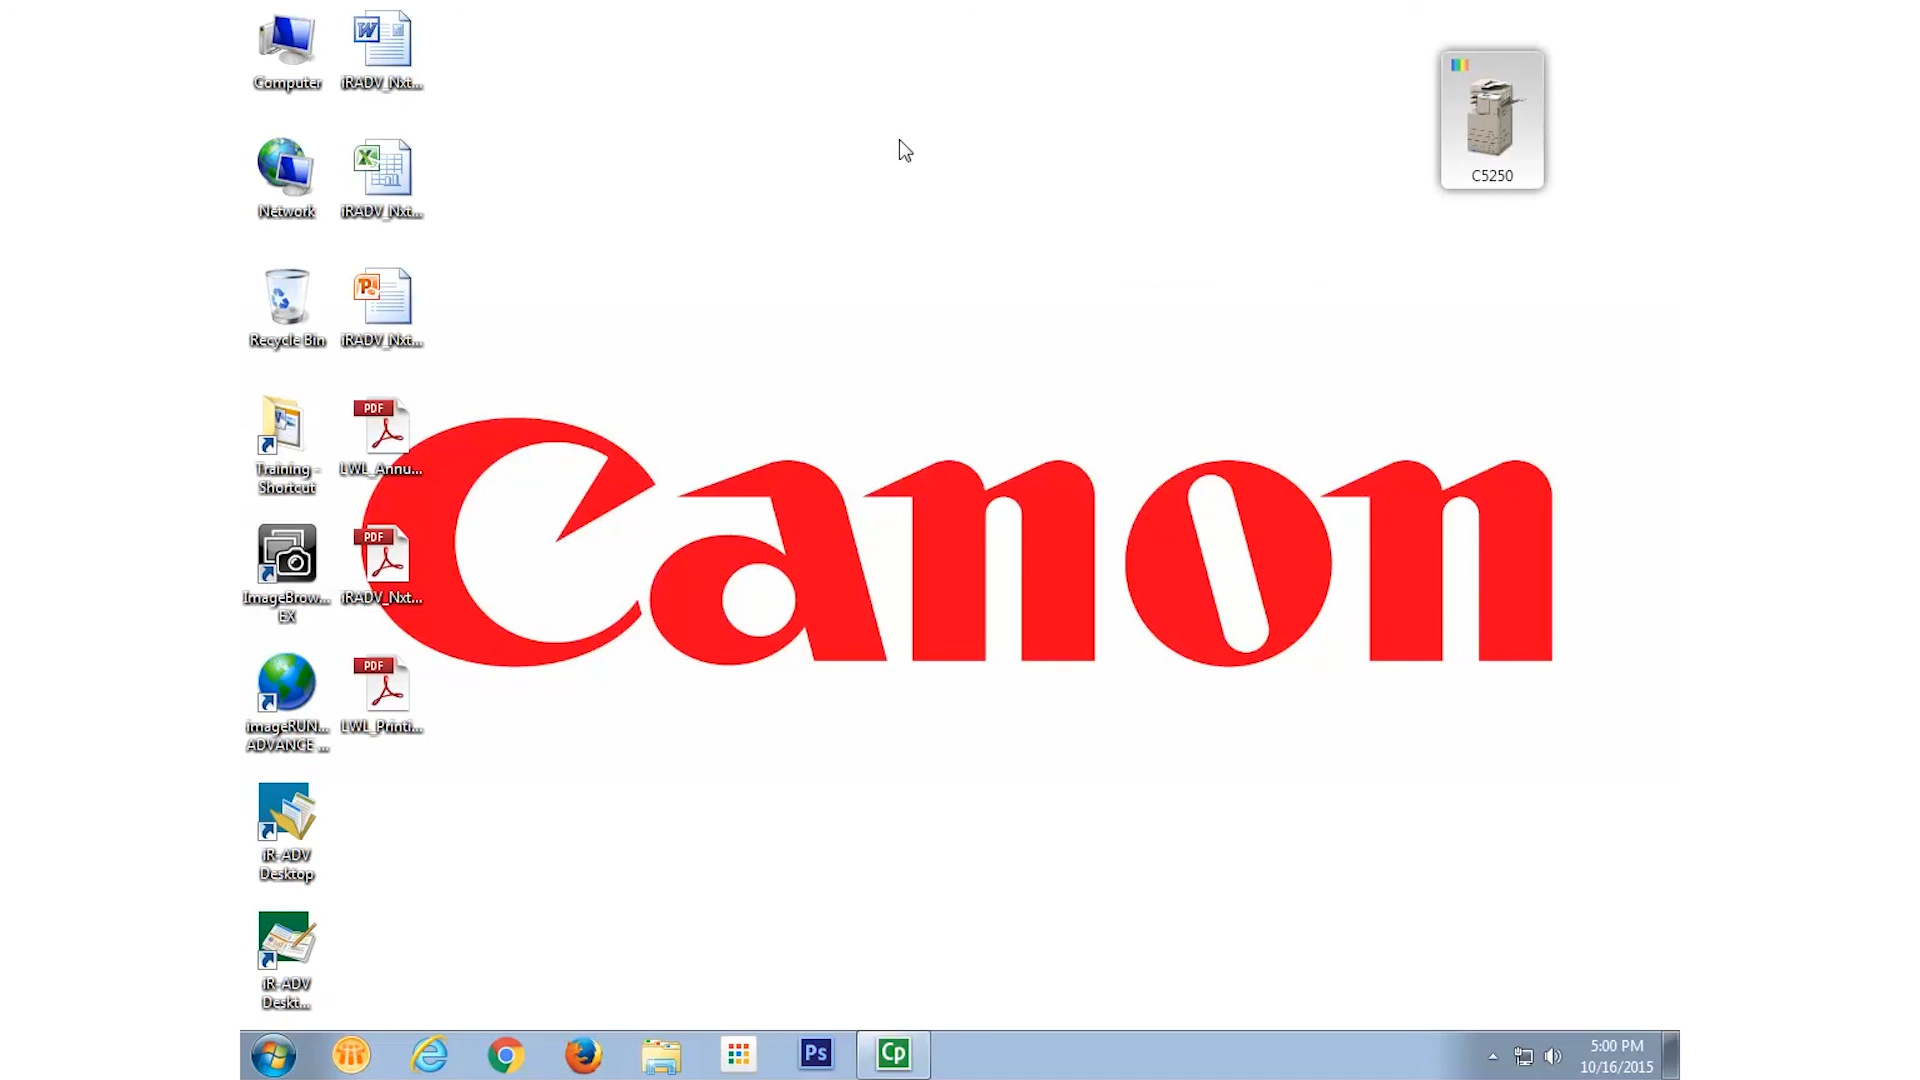 Computer
iRADV_Nxt...
C5250
Network
iRADV_Nxt...
Recycle Bin
iRADV_Nxt...
PDF
Training -
Shortcut
LWL_Annu...
Canon
PDF
ImageBrow...
EX
iRADV_Nxt...
PDF
imageRUN...
ADVANCE ...
LWL_Printi...
iR-ADV
Desktop
iR-ADV
Deskt...
Ps
Cp
5:00 PM
10/16/2015